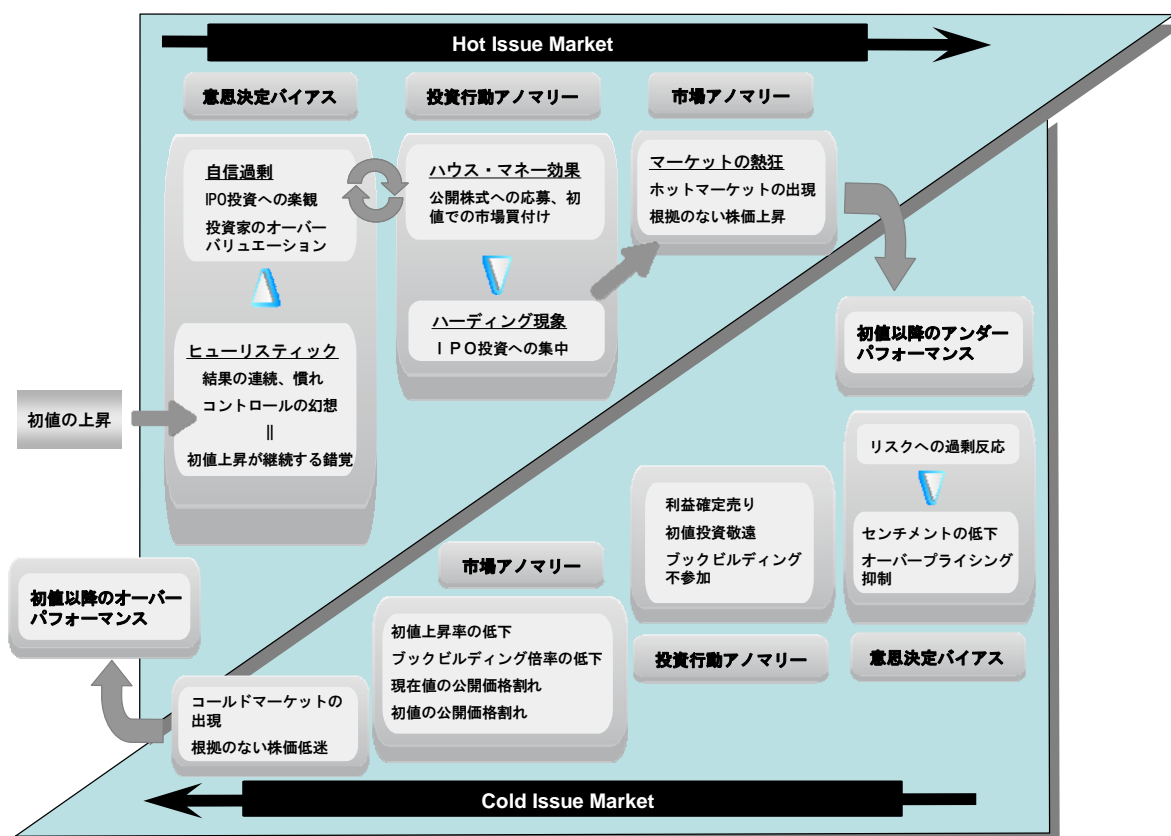 Hot Issue Market
意思決定バイアス
投資行動アノマリー
市場アノマリー
自信過剰
IPO投資への楽観
投資家のオーバー
バリュエーション
ハウス・マネー効果
公開株式への応募、初
値での市場買付け
マーケットの熱狂
ホットマーケットの出現
根拠のない株価上昇
ハーディング現象
ＩＰＯ投資への集中
ヒューリスティック
結果の連続、慣れ
コントロールの幻想
||
初値上昇が継続する錯覚
初値の上昇
初値以降のアンダー
パフォーマンス
リスクへの過剰反応
センチメントの低下
オーバープライシング
抑制
意思決定バイアス
利益確定売り
初値投資敬遠
ブックビルディング
不参加
投資行動アノマリー
市場アノマリー
初値上昇率の低下
ブックビルディング倍率の低下
現在値の公開価格割れ
初値の公開価格割れ
コールドマーケットの
出現
根拠のない株価低迷
初値以降のオーバー
パフォーマンス
Cold Issue Market